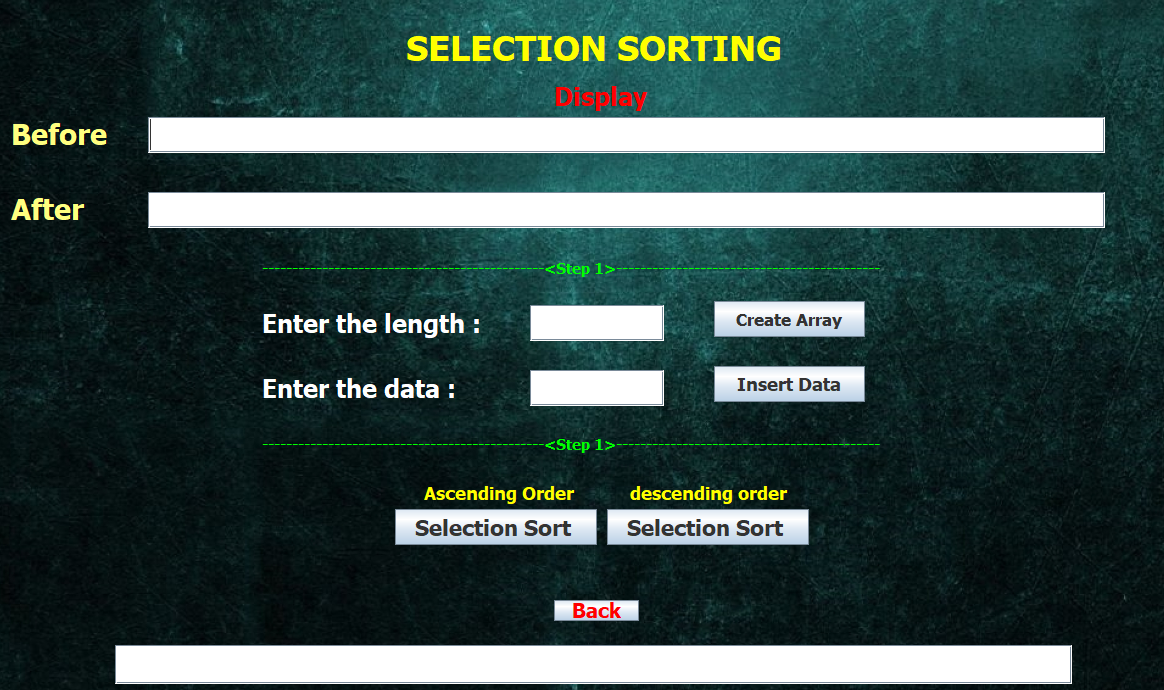 SELECTION SORTING
Display
Before
After
-----------------------------------------------<Step 1>--------------------------------------------
Enter the length :
Create Array
Enter the data :
Insert Data
-----------------------------------------------<Step 1>--------------------------------------------
Ascending Order descending order
Selection Sort Selection Sort
Back